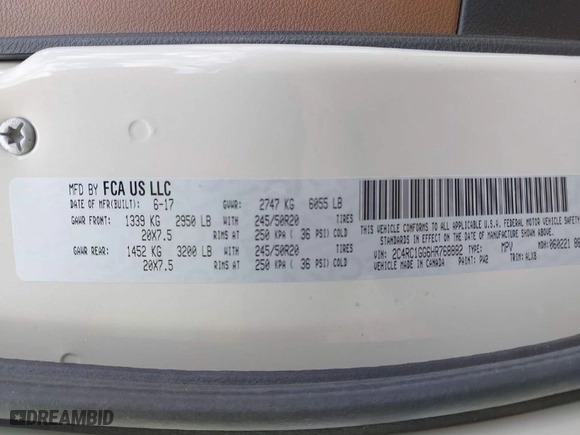 MFD BY FCA US LLC
DATE OF MFR(BUILT): 6-17 GVWR: 2747 KG 6055 LB
GAWR FRONT: 1339 KG 2950 LB WITH 245/50R20 TIRES
20X7.5 RIMS AT 250 KPA ( 36 PSI) COLD
GAWR REAR: 1452 KG 3200 LB WITH 245/50R20 TIRES
20X7.5 RIMS AT 250 KPA ( 36 PSI) COLD
THIS VEHICLE CONFORMS TO ALL APPLICABLE U.S.A. FEDERAL MOTOR VEHICLE SAFETY
STANDARDS IN EFFECT ON THE DATE OF MANUFACTURE SHOWN ABOVE.
VIN: 2C4RC1GG6HR768802 TYPE: MPV MDH: 060221
VEHICLE MADE IN CANADA PAINT: PW2 TRIM: ALX8
DREAMBID